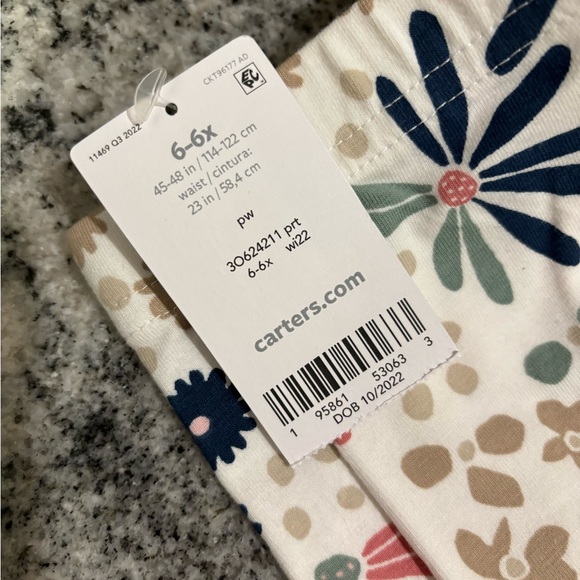 CKT96177 AD
EPLC
11469 Q3 2022
6-6x
45-48 in / 114-122 cm
waist / cintura:
23 in / 58,4 cm
pw
3O624211 prt
6-6x wi22
carters.com
1 95861 53063 3
DOB 10/2022